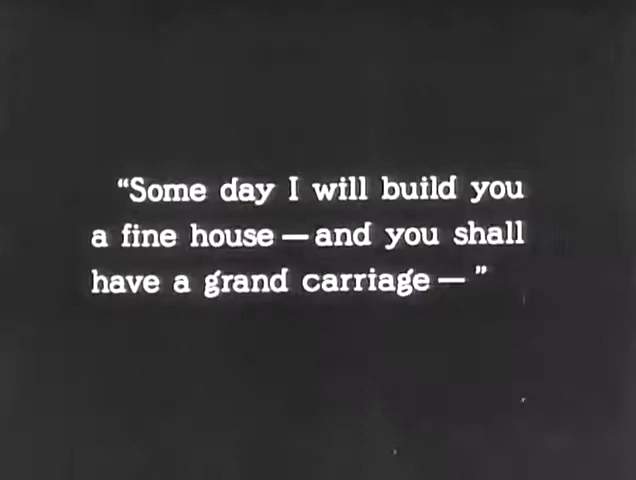 “Some day I will build you
a fine house — and you shall
have a grand carriage — ”